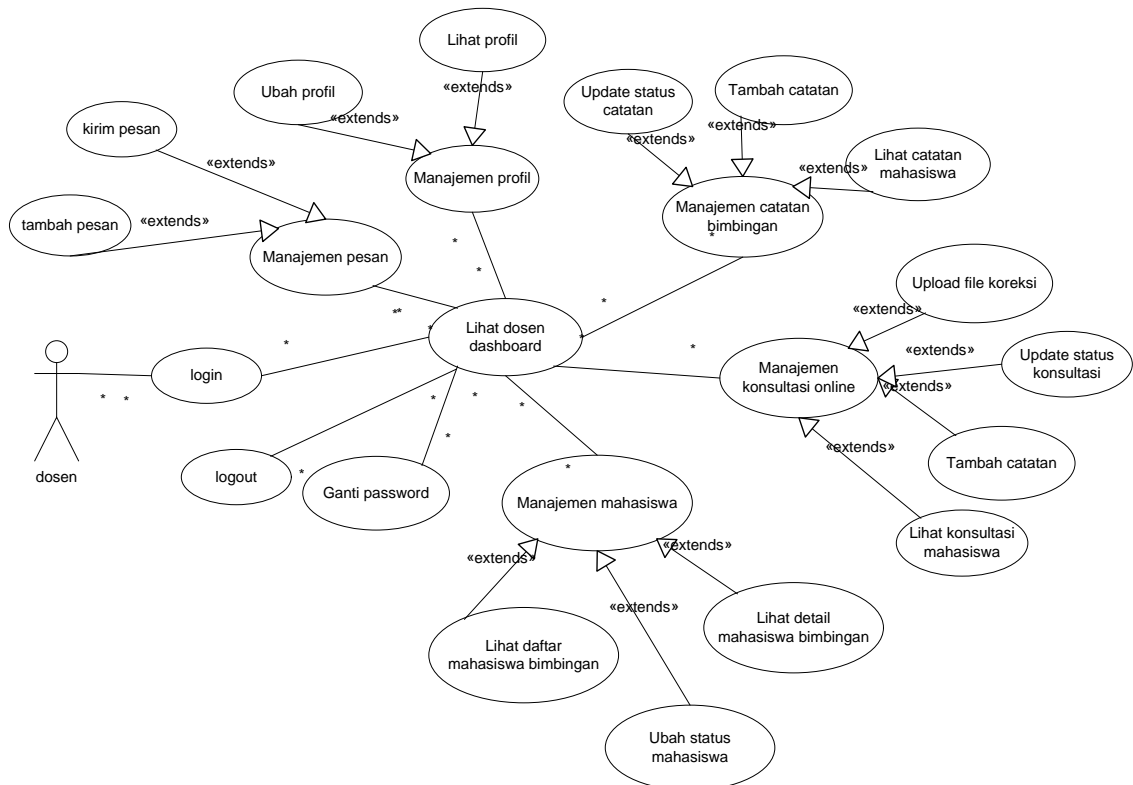 Lihat profil
Ubah profil
«extends»
«extends»
kirim pesan
«extends»
Manajemen profil
tambah pesan
«extends»
Manajemen pesan
Update status
catatan
Tambah catatan
«extends»
«extends»
Lihat catatan
mahasiswa
«extends»
Manajemen catatan
bimbingan
*
*
*
**
*
*
*
*
*
Lihat dosen
dashboard
Upload file koreksi
«extends»
Update status
konsultasi
«extends»
Manajemen
konsultasi online
«extends»
Tambah catatan
«extends»
Lihat konsultasi
mahasiswa
login
* *
dosen
logout
*
Ganti password
*
*
*
*
*
Manajemen mahasiswa
«extends»
«extends»
«extends»
Lihat daftar
mahasiswa bimbingan
Lihat detail
mahasiswa bimbingan
Ubah status
mahasiswa